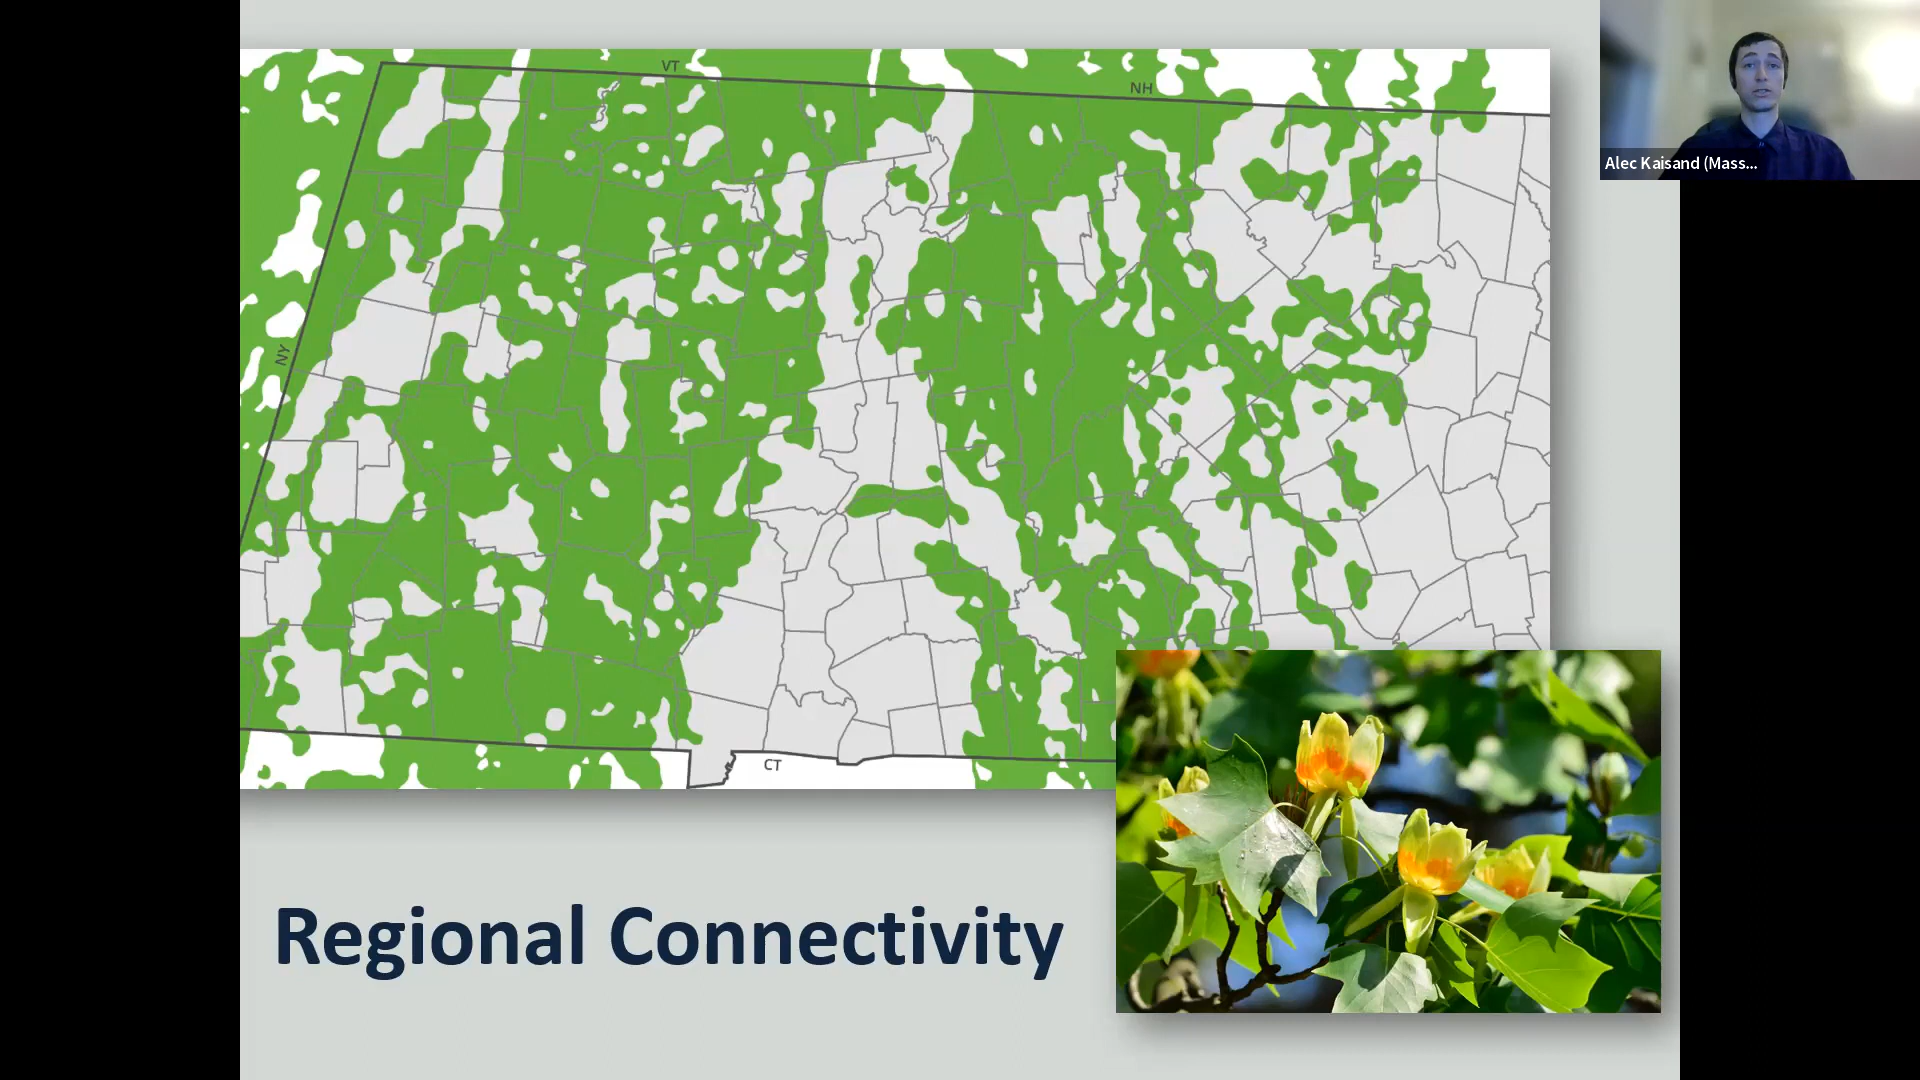 VT
NH
Alec Kaisand (Mass...
NY
CT
Regional Connectivity